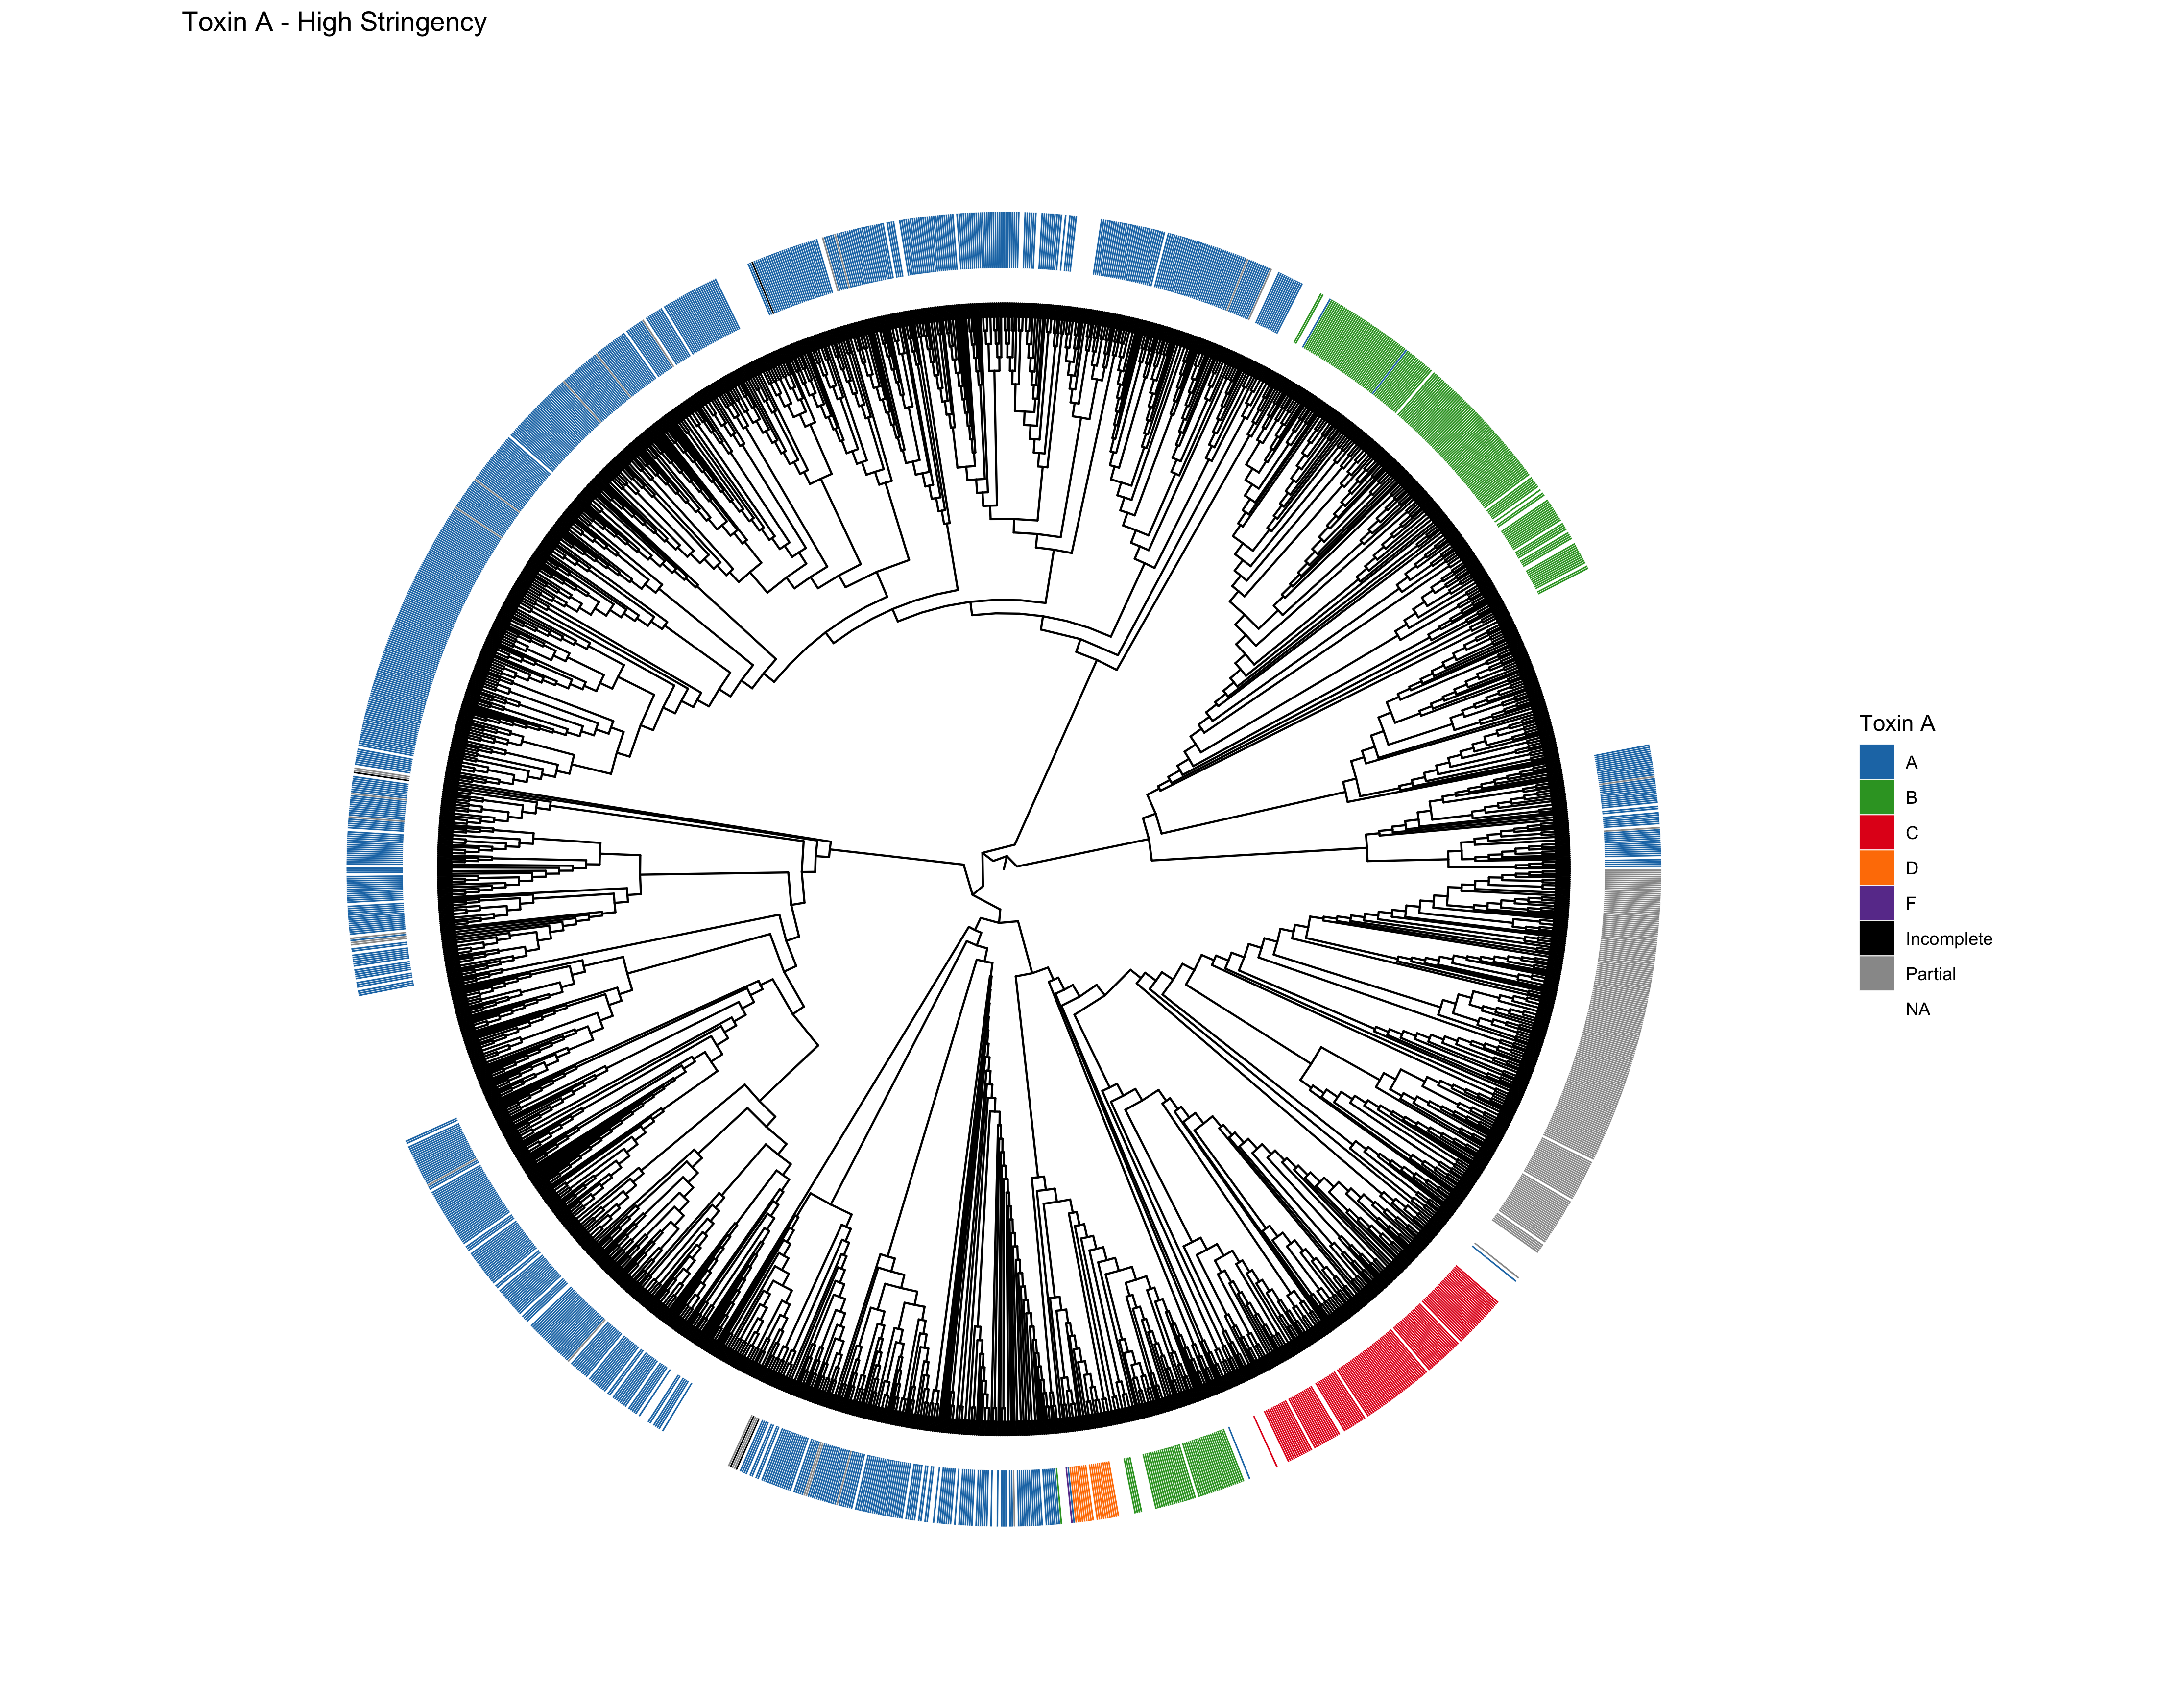 Toxin A - High Stringency
Toxin A
A
B
C
D
F
Incomplete
Partial
NA